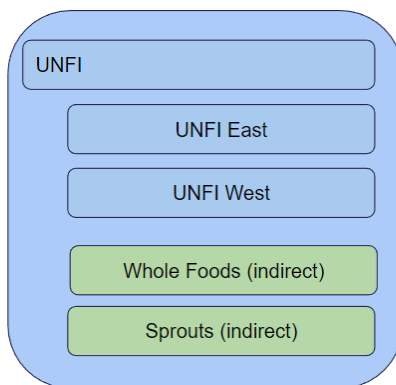 UNFI
UNFI East
UNFI West
Whole Foods (indirect)
Sprouts (indirect)